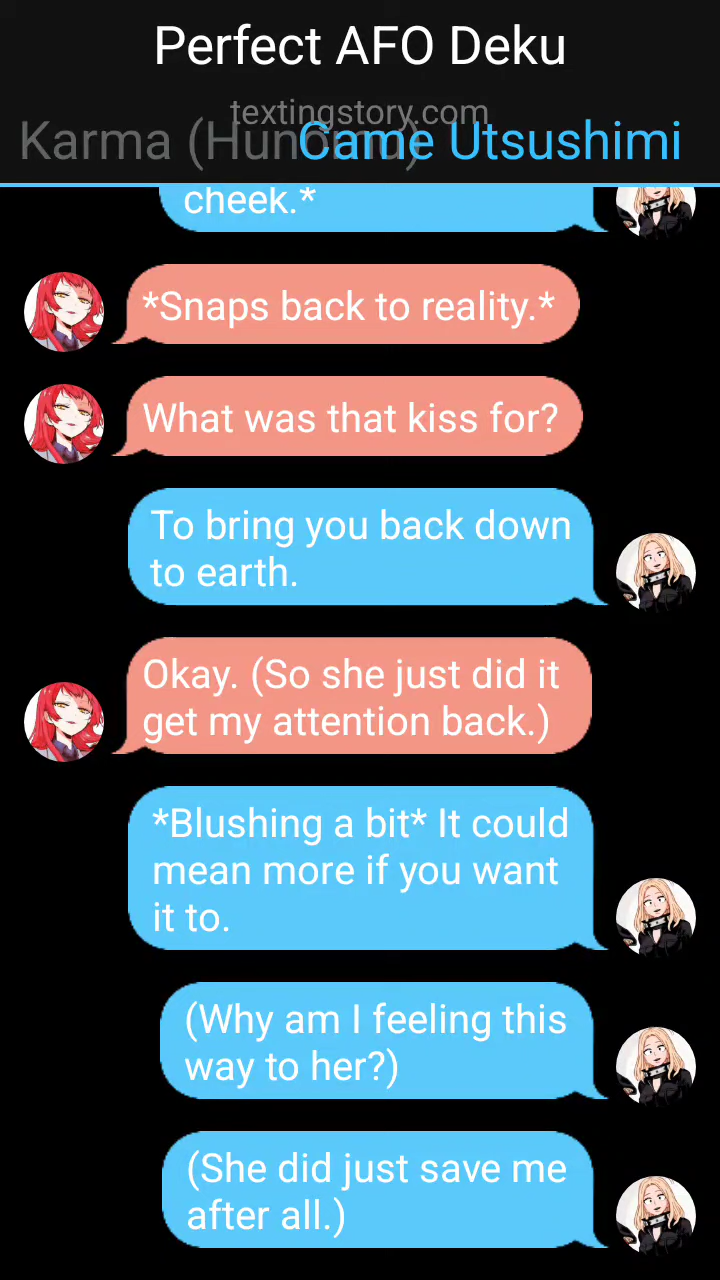 Perfect AFO Deku
textingstory.com
Karma (Hun
Came Utsushimi
cheek.*
*Snaps back to reality.*
What was that kiss for?
To bring you back down
to earth.
Okay. (So she just did it
get my attention back.)
*Blushing a bit* It could
mean more if you want
it to.
(Why am I feeling this
way to her?)
(She did just save me
after all.)